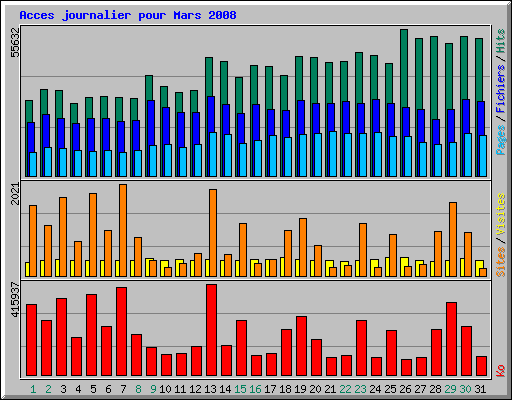 Acces journalier pour Mars 2008
55632
Pages / Fichiers / Hits
2021
Sites / Visites
415937
Ko
1 2 3 4 5 6 7 8 9 10 11 12 13 14 15 16 17 18 19 20 21 22 23 24 25 26 27 28 29 30 31